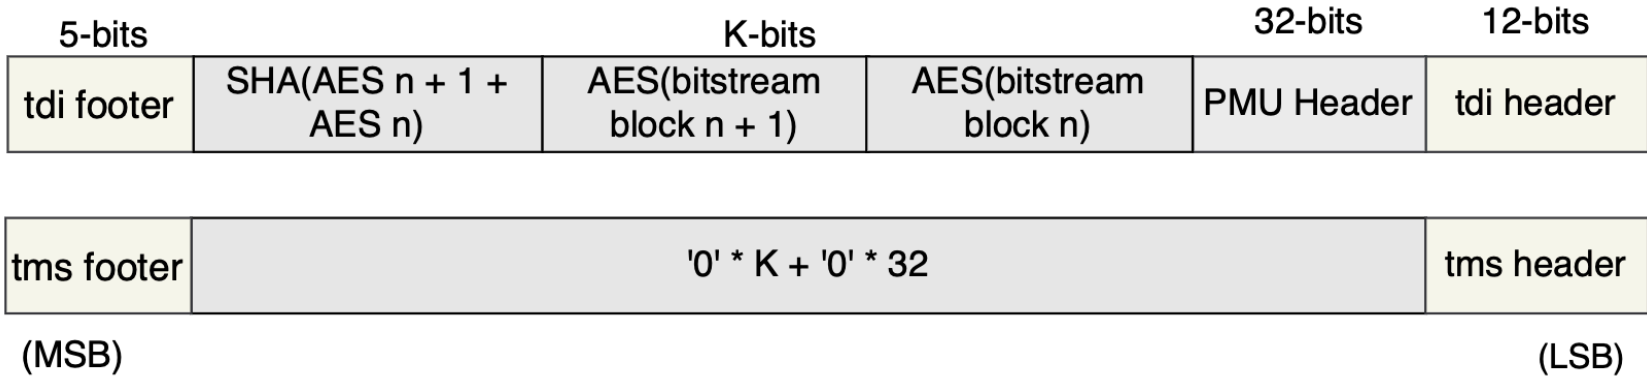 5-bits
K-bits
32-bits
12-bits
tdi footer
SHA(AES n + 1 +
AES n)
AES(bitstream
block n + 1)
AES(bitstream
block n)
PMU Header
tdi header
tms footer
'0' * K + '0' * 32
tms header
(MSB)
(LSB)